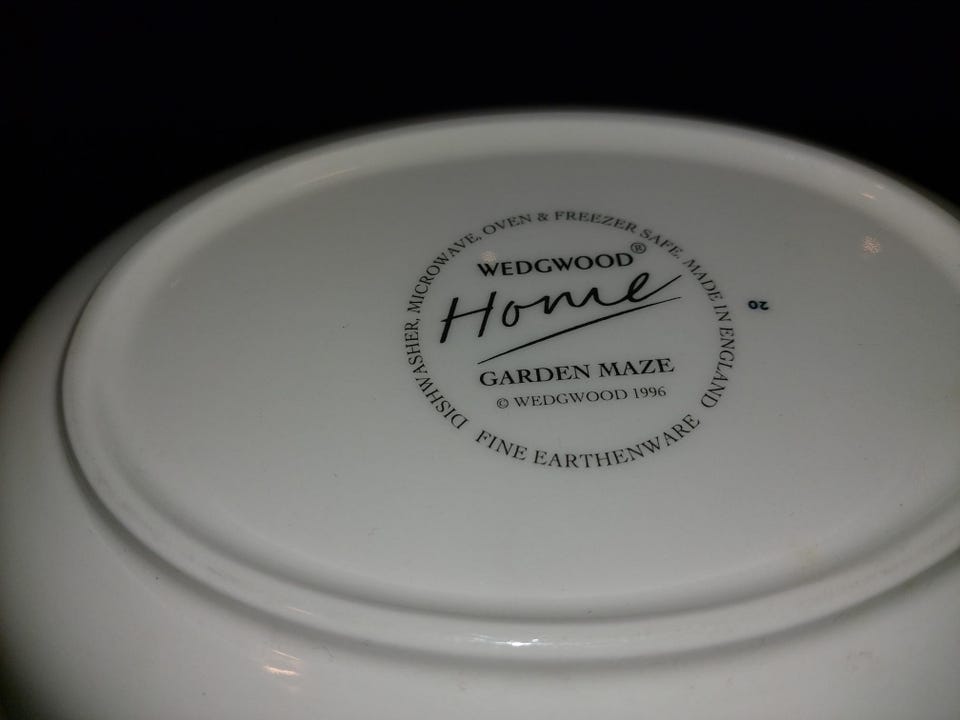 DISHWASHER, MICROWAVE, OVEN & FREEZER SAFE. MADE IN ENGLAND
WEDGWOOD®
Home
GARDEN MAZE
© WEDGWOOD 1996
FINE EARTHENWARE
20